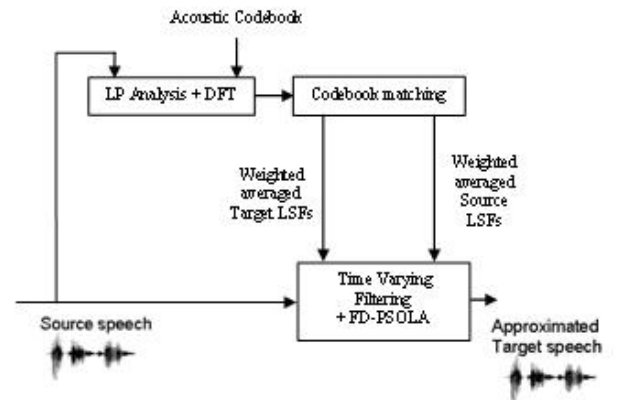 Acoustic Codebook
LP Analysis + DFT
Codebook matching
Weighted
averaged
Target LSFs
Weighted
averaged
Source
LSFs
Time Varying
Filtering
+ FD-PSOLA
Source speech
Approximated
Target speech